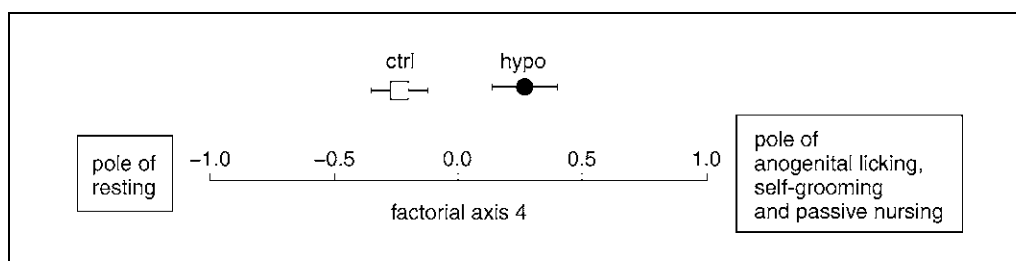 ctrl hypo
pole of
resting
−1.0 −0.5 0.0 0.5 1.0
factorial axis 4
pole of
anogenital licking,
self-grooming
and passive nursing